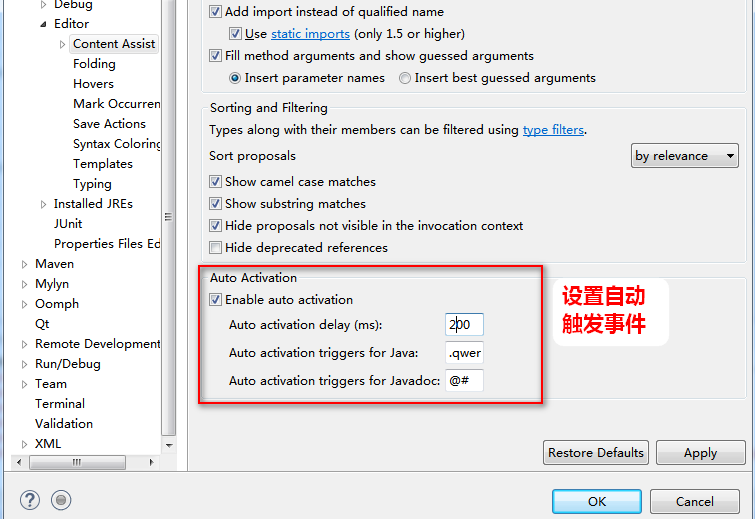 Debug
Editor
Content Assist
Folding
Hovers
Mark Occurren
Save Actions
Syntax Coloring
Templates
Typing
Installed JREs
JUnit
Properties Files Ed
Maven
Mylyn
Oomph
Qt
Remote Development
Run/Debug
Team
Terminal
Validation
XML
Add import instead of qualified name
Use static imports (only 1.5 or higher)
Fill method arguments and show guessed arguments
Insert parameter names Insert best guessed arguments
Sorting and Filtering
Types along with their members can be filtered using type filters.
Sort proposals by relevance
Show camel case matches
Show substring matches
Hide proposals not visible in the invocation context
Hide deprecated references
Auto Activation
Enable auto activation
Auto activation delay (ms): 200
Auto activation triggers for Java: .qwer
Auto activation triggers for Javadoc: @#
设置自动
触发事件
Restore Defaults Apply
? OK Cancel